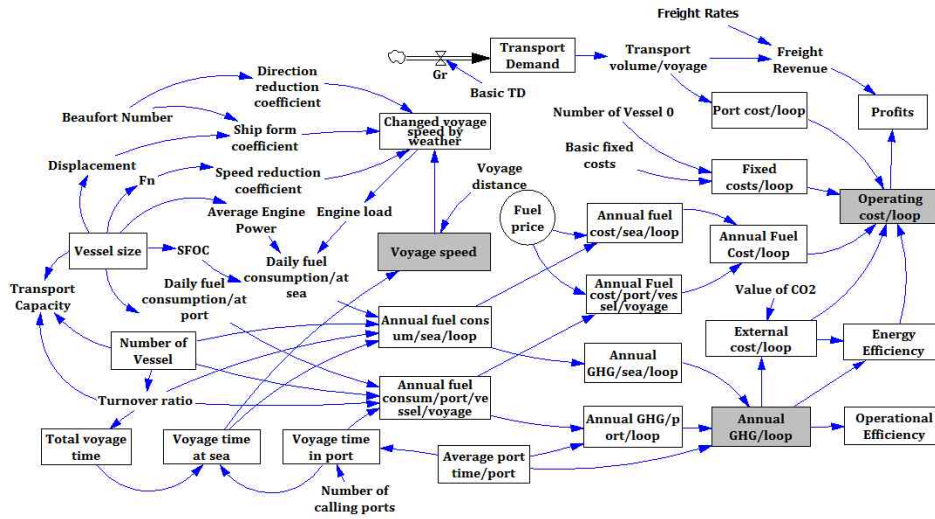 Freight Rates
Transport
Demand
Gr
Basic TD
Transport
volume/voyage
Freight
Revenue
Direction
reduction
coefficient
Beaufort Number
Ship form
coefficient
Changed voyage
speed by
weather
Number of Vessel 0
Port cost/loop
Profits
Displacement
Fn
Speed reduction
coefficient
Voyage
distance
Basic fixed
costs
Fixed
costs/loop
Average Engine
Power
Engine load
Fuel
price
Annual fuel
cost/sea/loop
Operating
cost/loop
Vessel size
SFOC
Daily fuel
consumption/at
sea
Voyage speed
Annual Fuel
Cost/loop
Transport
Capacity
Daily fuel
consumption/at
port
Annual Fuel
cost/port/ves
sel/voyage
Value of CO2
Number of
Vessel
Annual fuel cons
um/sea/loop
External
cost/loop
Energy
Efficiency
Annual
GHG/sea/loop
Turnover ratio
Annual fuel
consum/port/ve
ssel/voyage
Annual GHG/p
ort/loop
Annual
GHG/loop
Operational
Efficiency
Total voyage
time
Voyage time
at sea
Voyage time
in port
Average port
time/port
Number of
calling ports